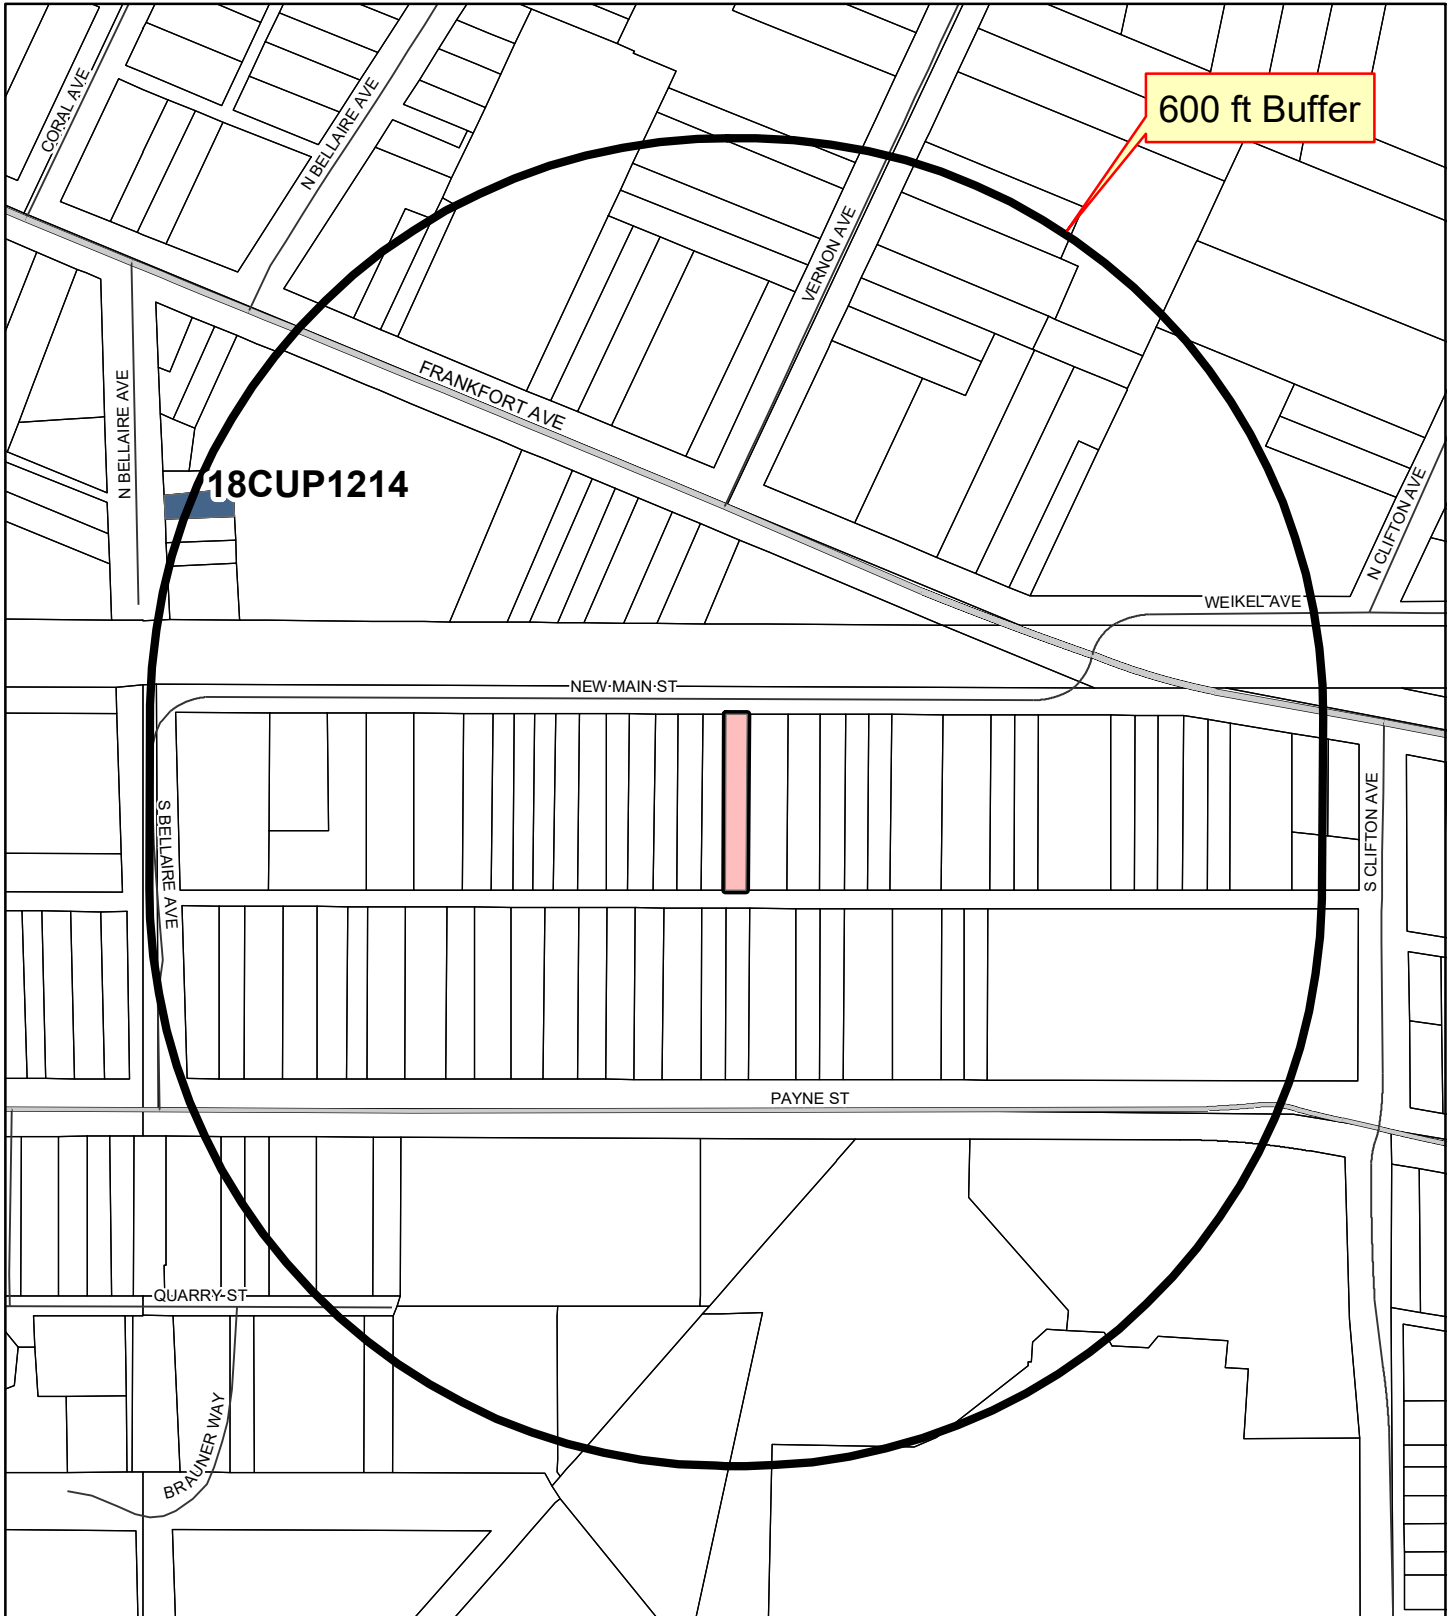 600 ft Buffer
CORAL AVE
N BELLAIRE AVE
VERNON AVE
FRANKFORT AVE
N BELLAIRE AVE
18CUP1214
N CLIFTON AVE
WEIKEL AVE
NEW MAIN ST
S BELLAIRE AVE
S CLIFTON AVE
PAYNE ST
QUARRY ST
BRAUNER WAY